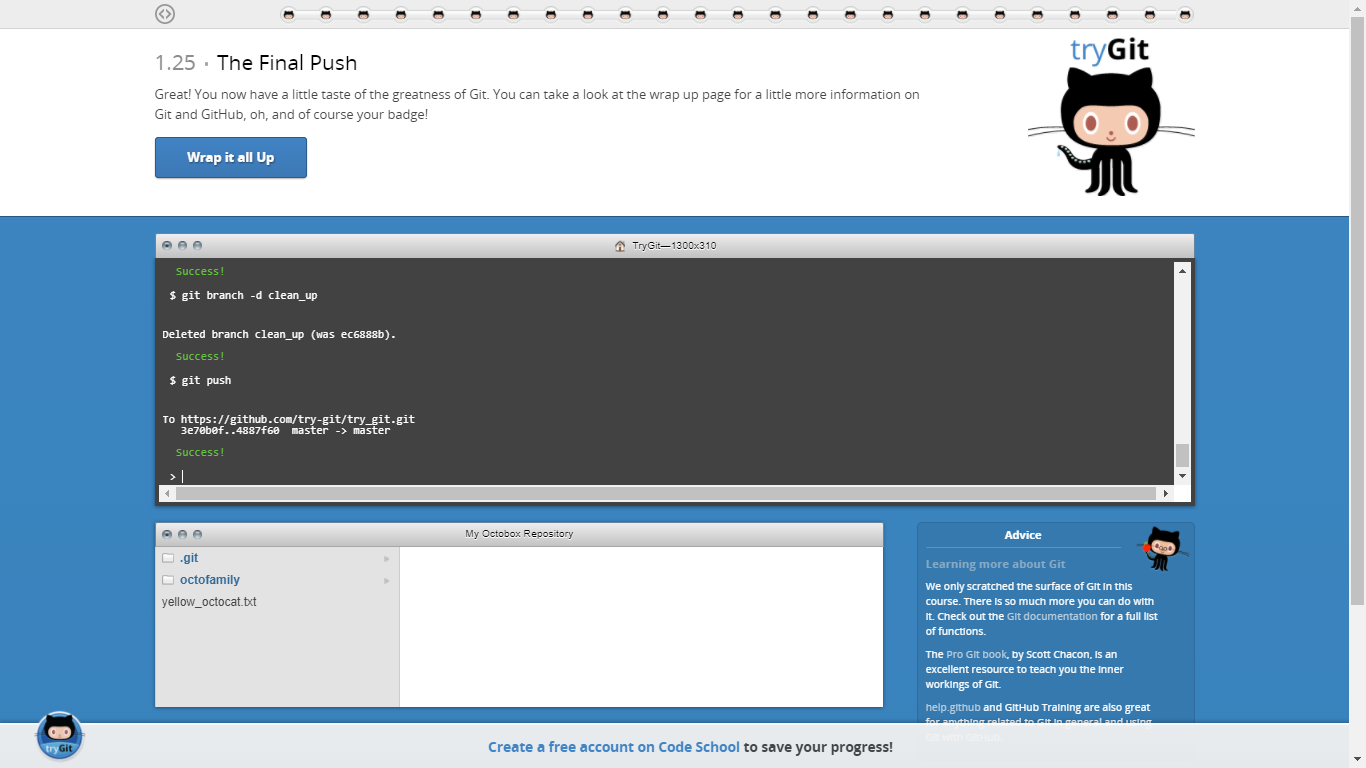 1.25 · The Final Push
tryGit
Great! You now have a little taste of the greatness of Git. You can take a look at the wrap up page for a little more information on
Git and GitHub, oh, and of course your badge!
Wrap it all Up
TryGit—1300x310
Success!
$ git branch -d clean_up
Deleted branch clean_up (was ec6888b).
Success!
$ git push
To https://github.com/try-git/try_git.git
3e70b0f..4887f60  master -> master
Success!
>
My Octobox Repository
.git
octofamily
yellow_octocat.txt
Advice
Learning more about Git
We only scratched the surface of Git in this
course. There is so much more you can do with
it. Check out the Git documentation for a full list
of functions.
The Pro Git book, by Scott Chacon, is an
excellent resource to teach you the inner
workings of Git.
help.github and GitHub Training are also great
for anything related to Git in general and using
Git with GitHub.
tryGit
Create a free account on Code School to save your progress!